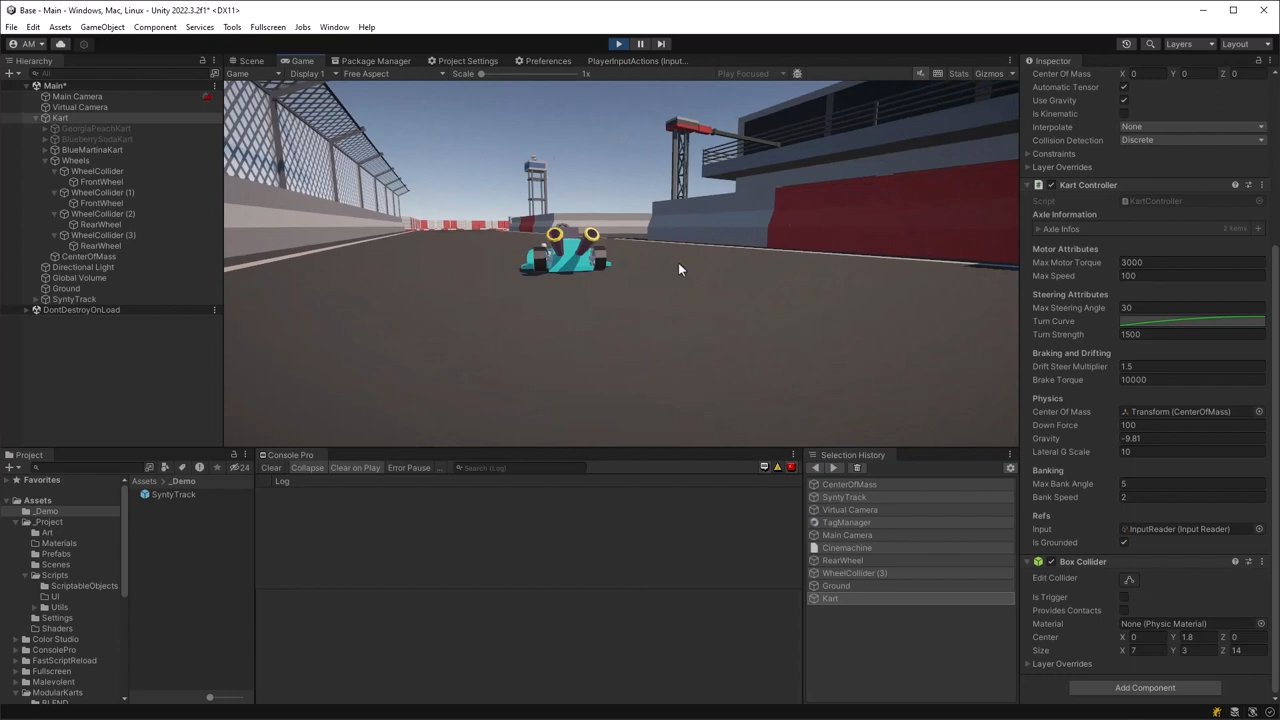 Base - Main - Windows, Mac, Linux - Unity 2022.3.2f1* <DX11>
File Edit Assets GameObject Component Services Tools Fullscreen Jobs Window Help
AM
Layers Layout
Hierarchy
All
Main*
Main Camera
Virtual Camera
Kart
GeorgiaPeachKart
BlueberrySodaKart
BlueMartinaKart
Wheels
WheelCollider
FrontWheel
WheelCollider (1)
FrontWheel
WheelCollider (2)
RearWheel
WheelCollider (3)
RearWheel
CenterOfMass
Directional Light
Global Volume
Ground
SyntyTrack
DontDestroyOnLoad
Scene Game Package Manager Project Settings Preferences PlayerInputActions (Input...
Game Display 1 Free Aspect Scale 1x Play Focused Stats Gizmos
Inspector
Center Of Mass X 0 Y 0 Z 0
Automatic Tensor
Use Gravity
Is Kinematic
Interpolate None
Collision Detection Discrete
Constraints
Layer Overrides
Kart Controller
Script KartController
Axle Information
Axle Infos 2 items
Motor Attributes
Max Motor Torque 3000
Max Speed 100
Steering Attributes
Max Steering Angle 30
Turn Curve
Turn Strength 1500
Braking and Drifting
Drift Steer Multiplier 1.5
Brake Torque 10000
Physics
Center Of Mass Transform (CenterOfMass)
Down Force 100
Gravity -9.81
Lateral G Scale 10
Banking
Max Bank Angle 5
Bank Speed 2
Refs
Input InputReader (Input Reader)
Is Grounded
Box Collider
Edit Collider
Is Trigger
Provides Contacts
Material None (Physic Material)
Center X 0 Y 1.8 Z 0
Size X 7 Y 3 Z 14
Layer Overrides
Add Component
Project
24
Favorites
Assets
_Demo
_Project
Art
Materials
Prefabs
Scenes
Scripts
ScriptableObjects
UI
Utils
Settings
Shaders
Color Studio
ConsolePro
FastScriptReload
Fullscreen
Malevolent
ModularKarts
BLEND
Assets _Demo
SyntyTrack
Console Pro
Clear Collapse Clear on Play Error Pause ... Search (Log)
Log
Selection History
CenterOfMass
SyntyTrack
Virtual Camera
TagManager
Main Camera
Cinemachine
RearWheel
WheelCollider (3)
Ground
Kart